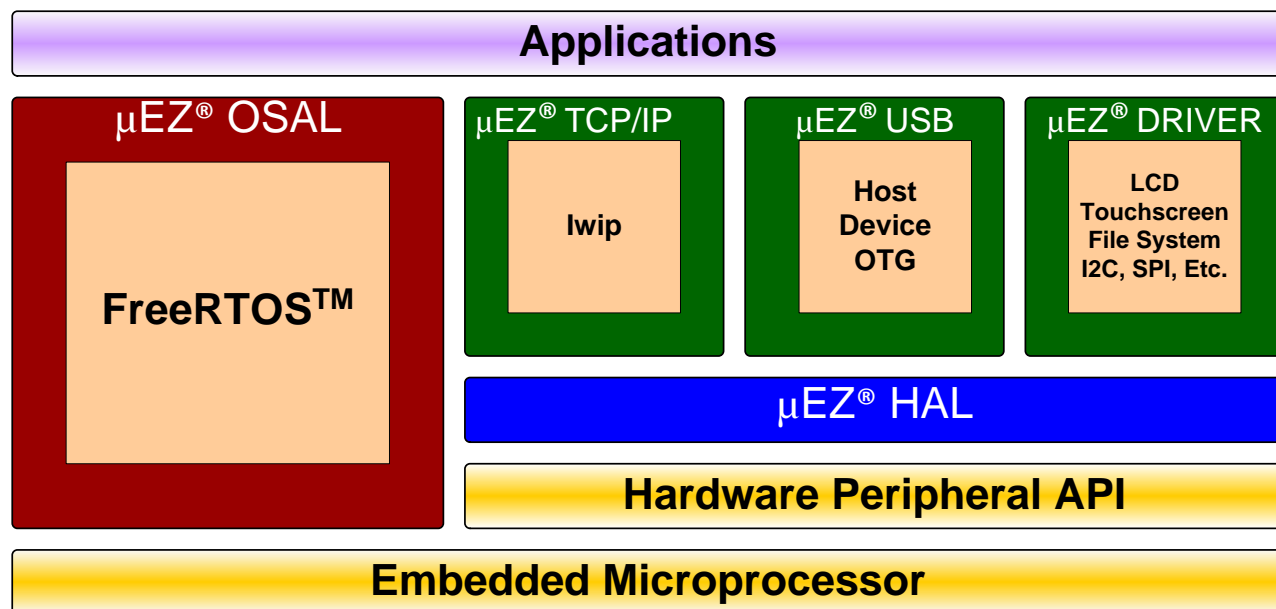 Applications
μEZ® OSAL
FreeRTOS™
μEZ® TCP/IP
lwip
μEZ® USB
Host
Device
OTG
μEZ® DRIVER
LCD
Touchscreen
File System
I2C, SPI, Etc.
μEZ® HAL
Hardware Peripheral API
Embedded Microprocessor